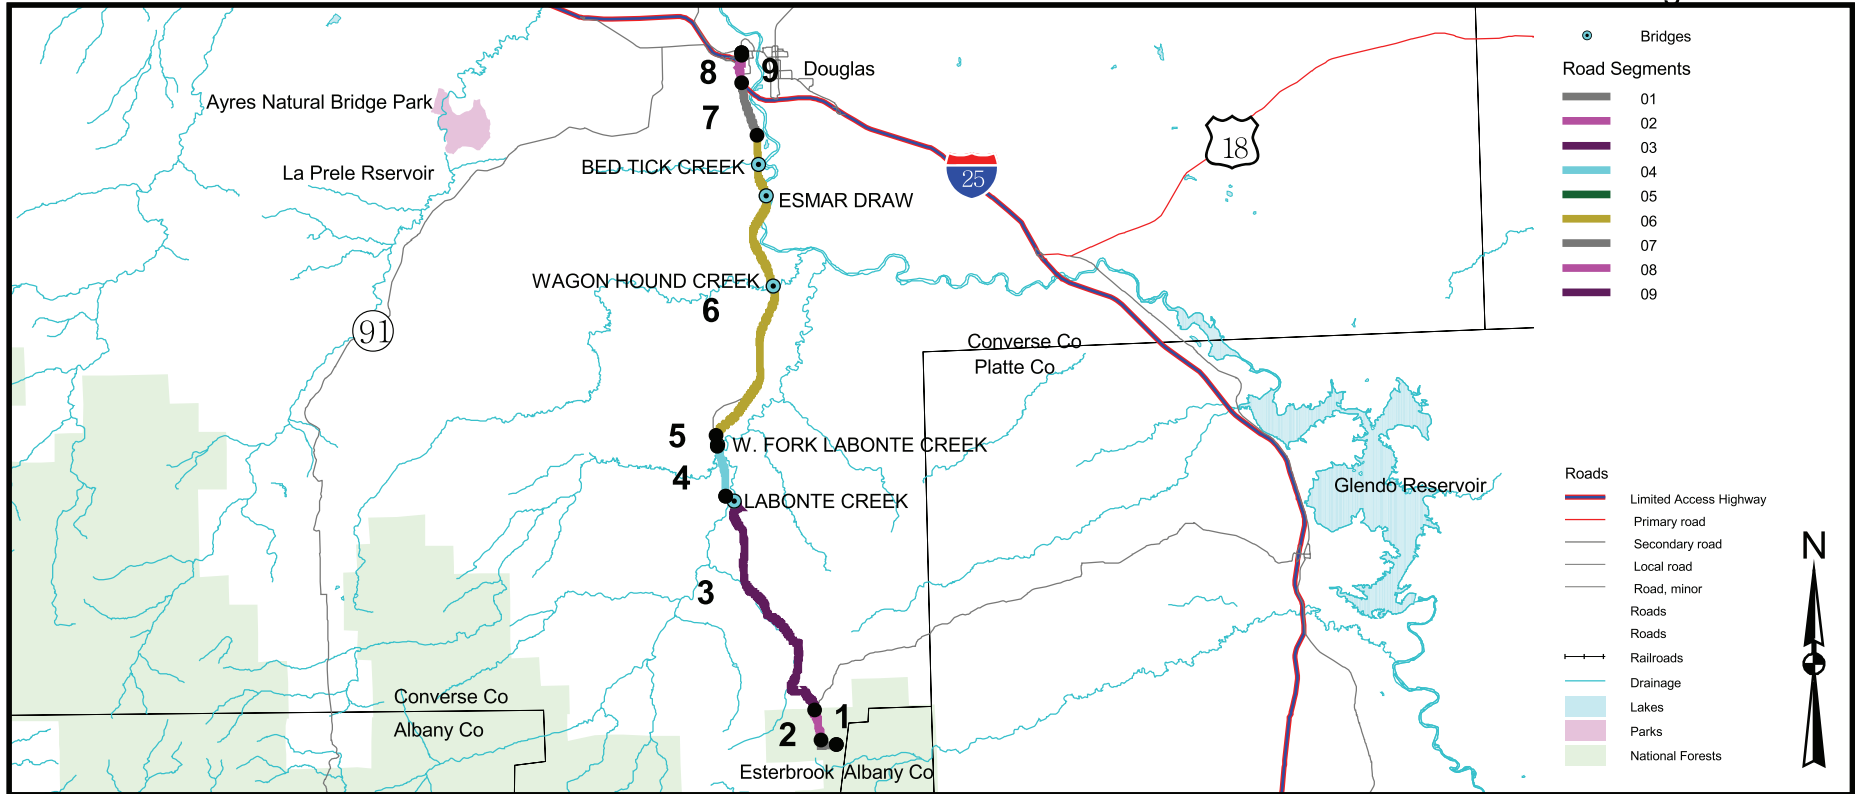 Bridges
Road Segments
01
02
03
04
05
06
07
08
09
8
9
Douglas
Ayres Natural Bridge Park
7
18
BED TICK CREEK
La Prele Rservoir
25
ESMAR DRAW
WAGON HOUND CREEK
6
91
Converse Co
Platte Co
5
W. FORK LABONTE CREEK
4
LABONTE CREEK
Glendo Reservoir
3
Converse Co
Albany Co
1
2
Esterbrook
Albany Co
Roads
Limited Access Highway
Primary road
Secondary road
Local road
Road, minor
Roads
Roads
Railroads
Drainage
Lakes
Parks
National Forests
N